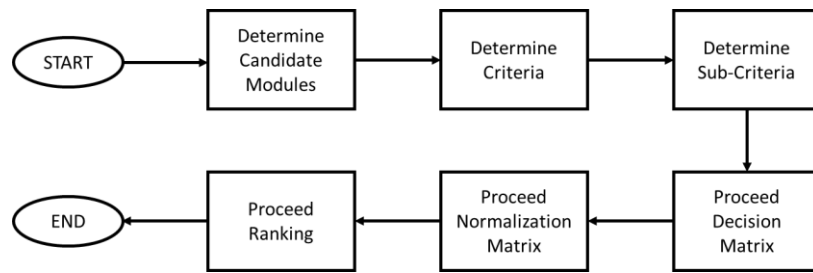 START
Determine
Candidate
Modules
Determine
Criteria
Determine
Sub-Criteria
Proceed
Decision
Matrix
Proceed
Normalization
Matrix
Proceed
Ranking
END